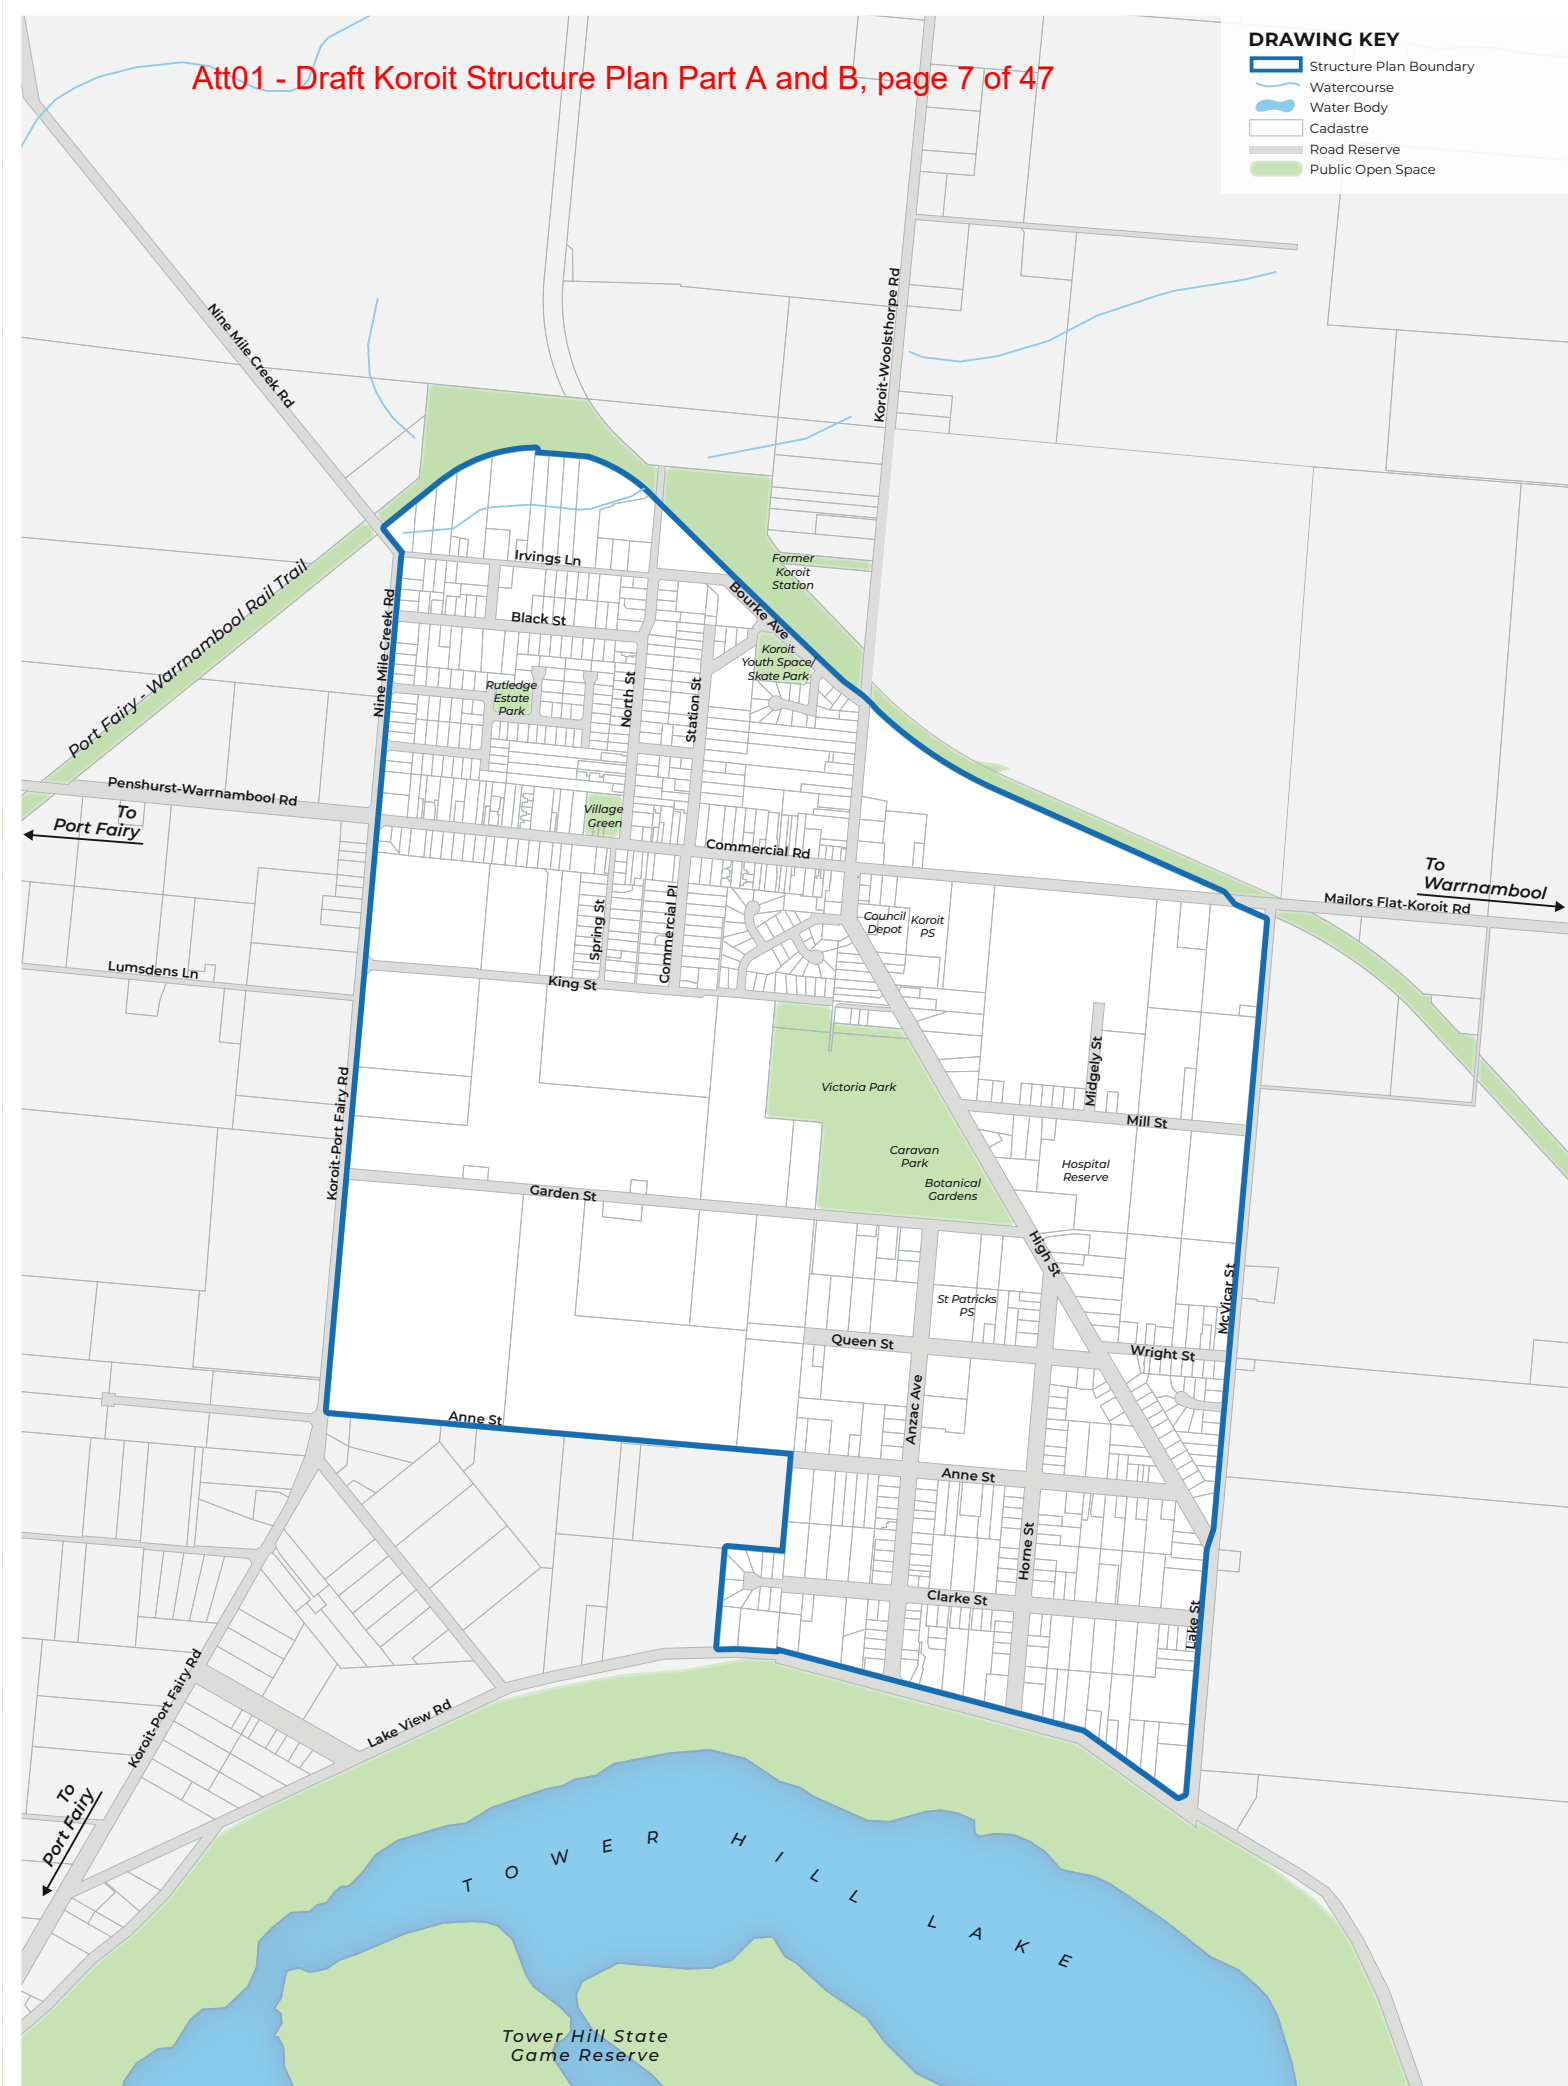 Att01 - Draft Koroit Structure Plan Part A and B, page 7 of 47
DRAWING KEY
Structure Plan Boundary
Watercourse
Water Body
Cadastre
Road Reserve
Public Open Space
Nine Mile Creek Rd
Koroit-Woolsthorpe Rd
Port Fairy - Warrnambool Rail Trail
Irvings Ln
Former
Koroit
Station
Bourke Ave
Black St
Nine Mile Creek Rd
Koroit
Youth Space/
Skate Park
Rutledge
Estate
Park
North St
Station St
Penshurst-Warrnambool Rd
To
Port Fairy
Village
Green
Commercial Rd
To
Warrnambool
Mailors Flat-Koroit Rd
Council
Depot
Koroit
PS
Spring St
Commercial Pl
Lumsdens Ln
King St
Victoria Park
Midgely St
Mill St
Koroit-Port Fairy Rd
Caravan
Park
Botanical
Gardens
Hospital
Reserve
Garden St
High St
McVicar St
St Patricks
PS
Queen St
Wright St
Anzac Ave
Anne St
Anne St
Horne St
Clarke St
Lake St
Koroit-Port Fairy Rd
Lake View Rd
To
Port Fairy
TOWER HILL LAKE
Tower Hill State
Game Reserve